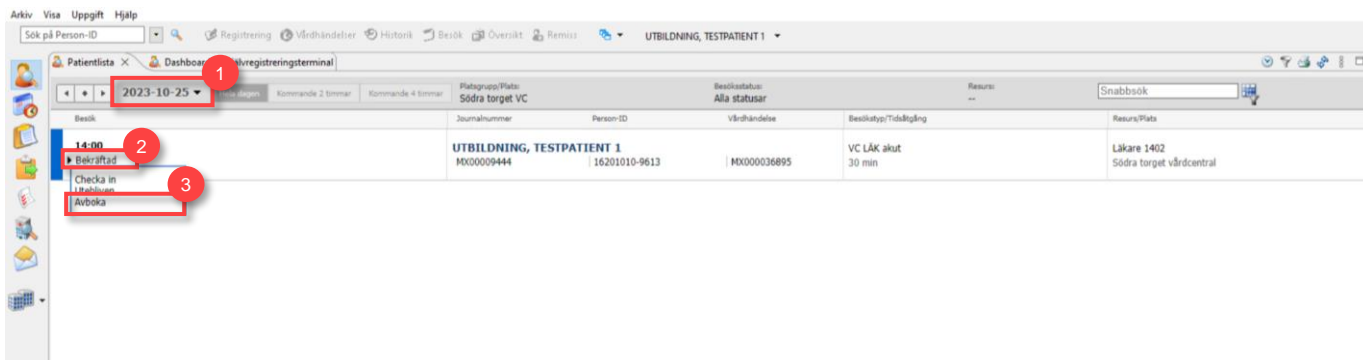 Arkiv Visa Uppgift Hjälp
Sök på Person-ID Registrering Vårdhändelser Historik Besök Översikt Remiss UTBILDNING, TESTPATIENT 1
Patientlista Dashboard självregistreringsterminal
1
2023-10-25 dagen Kommande 2 timmar Kommande 4 timmar Platsgrupp/Plats: Besöksstatus: Resurs: Snabbsök
Södra torget VC Alla statusar --
Besök Journalnummer Person-ID Vårdhändelse Besökstyp/Tidsåtgång Resurs/Plats
14:00 2 UTBILDNING, TESTPATIENT 1 VC LÄK akut Läkare 1402
Bekräftad MX00009444 16201010-9613 MX000036895 30 min Södra torget vårdcentral
Checka in 3
Utebliven
Avboka